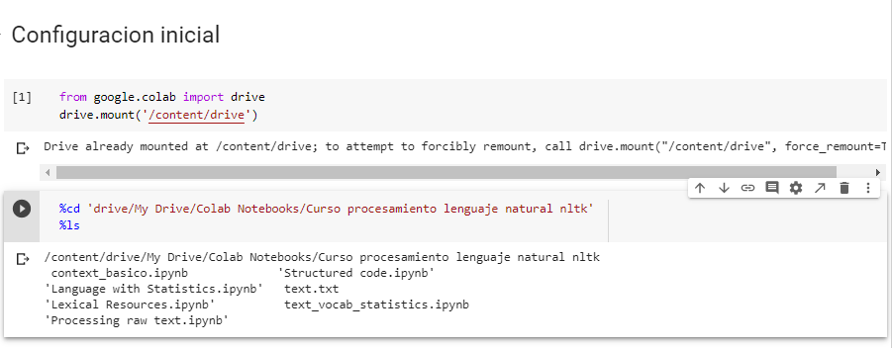 Configuracion inicial
[1] from google.colab import drive
drive.mount('/content/drive')
Drive already mounted at /content/drive; to attempt to forcibly remount, call drive.mount("/content/drive", force_remount=T
%cd 'drive/My Drive/Colab Notebooks/Curso procesamiento lenguaje natural nltk'
%ls
/content/drive/My Drive/Colab Notebooks/Curso procesamiento lenguaje natural nltk
context_basico.ipynb 'Structured code.ipynb'
'Language with Statistics.ipynb' text.txt
'Lexical Resources.ipynb' text_vocab_statistics.ipynb
'Processing raw text.ipynb'